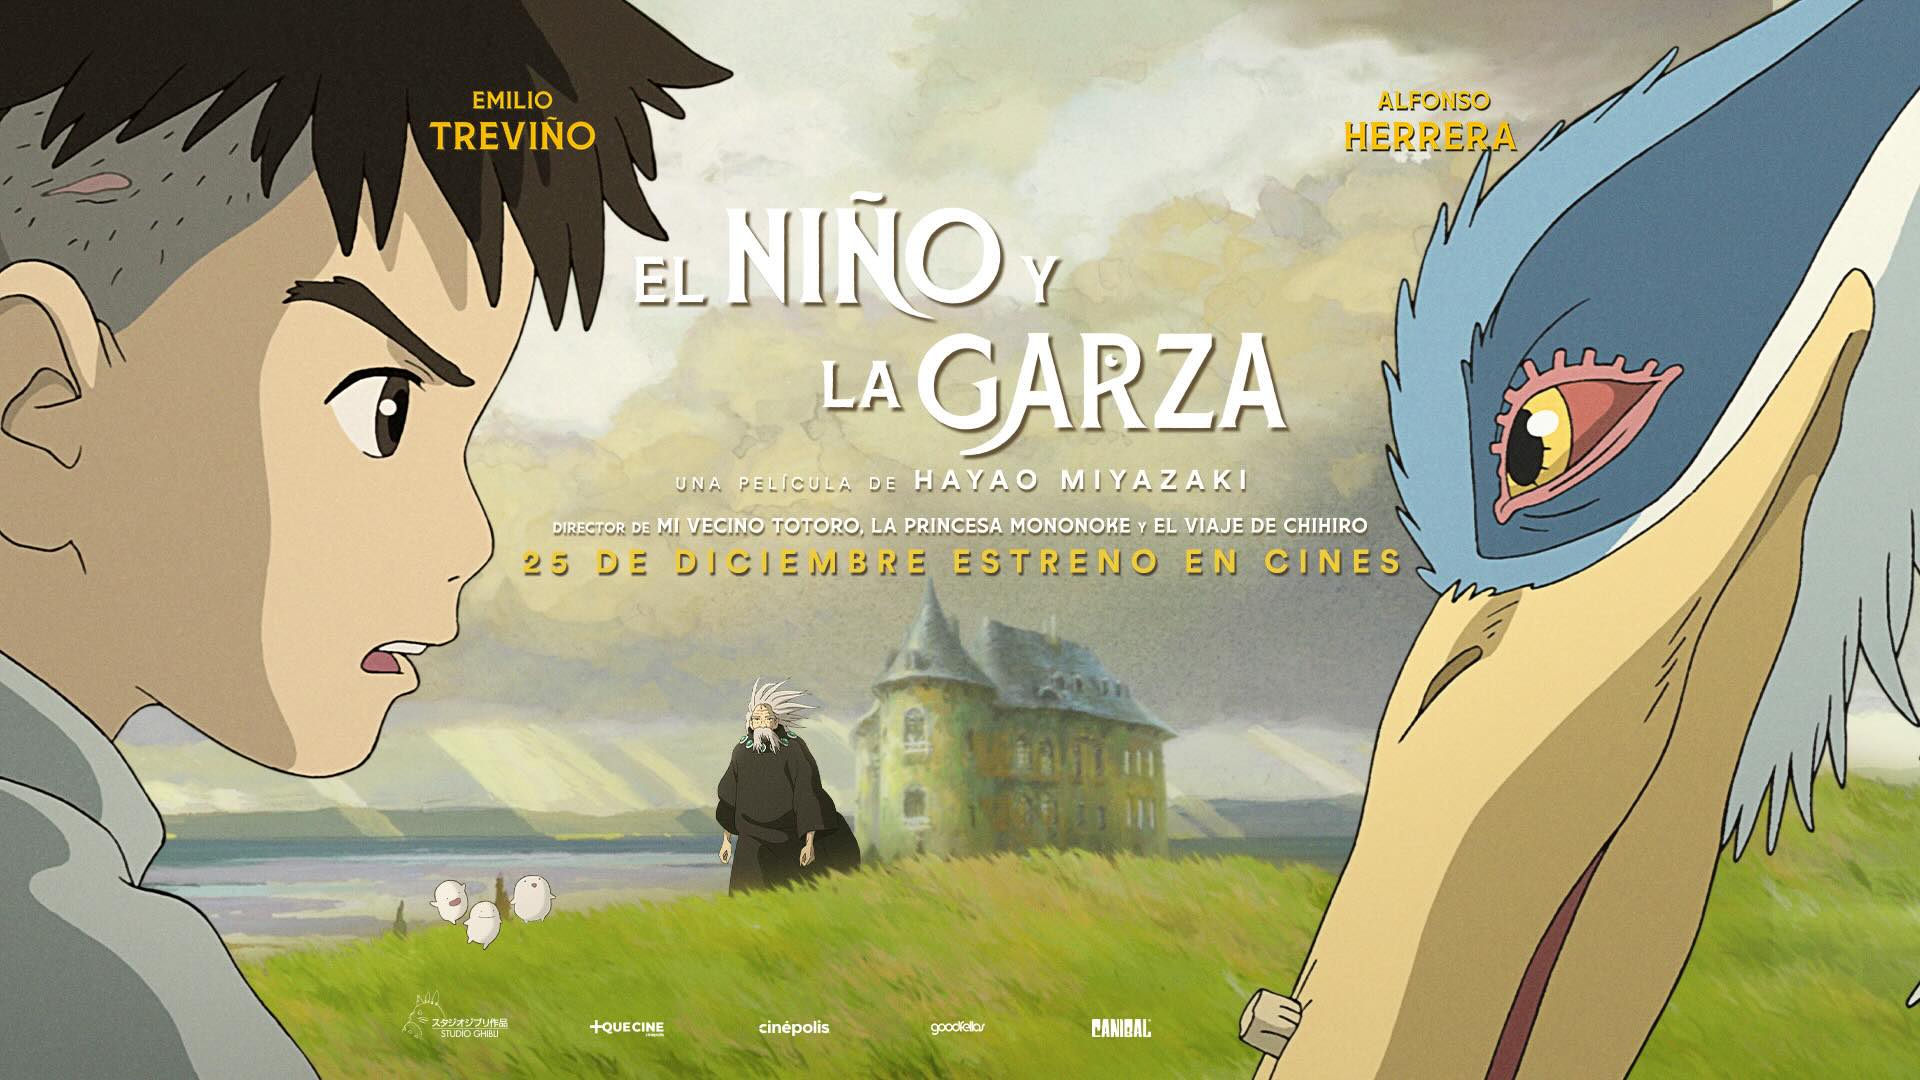 EMILIO
TREVIÑO
ALFONSO
HERRERA
EL NIÑO Y
LA GARZA
UNA PELÍCULA DE HAYAO MIYAZAKI
DIRECTOR DE MI VECINO TOTORO, LA PRINCESA MONONOKE Y EL VIAJE DE CHIHIRO
25 DE DICIEMBRE ESTRENO EN CINES
スタジオジブリ作品
STUDIO GHIBLI
+QUE CINE
cinépolis
goodfellas
CANIBAL